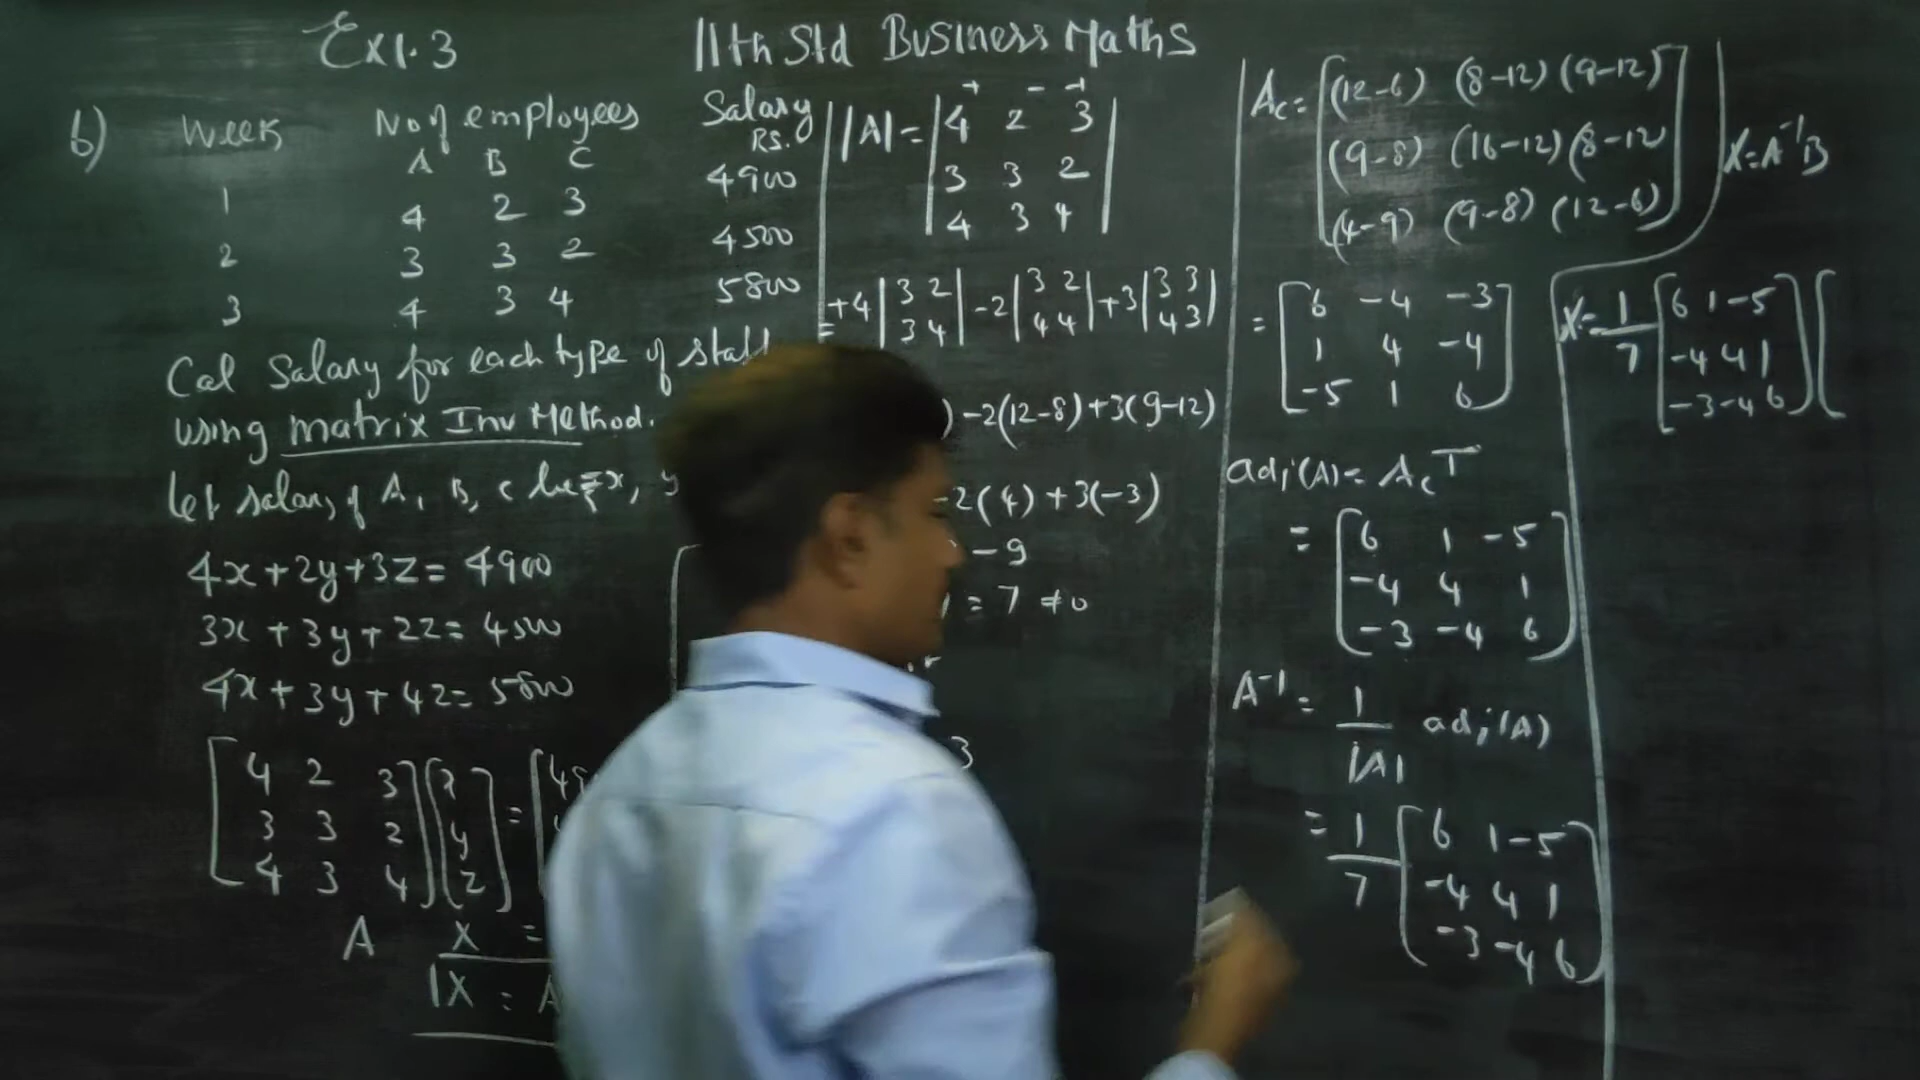 Ex1.3
11th Std Business Maths
6) Week No of employees Salary
A B C RS.
1 4 2 3 4900
2 3 3 2 4500
3 4 3 4 5800
Cal Salary for each type of staff
using matrix Inv Method.
Let salary of A, B, C be x, y
4x+2y+3z= 4900
3x + 3y + 2z= 4500
4x + 3y + 4z= 5800
[4 2 3] [x] = [49
[3 3 2] [y]
[4 3 4] [z]
A X =
X = A
+ - +
|A| = |4 2 3|
|3 3 2|
|4 3 4|
= +4 |3 2| -2 |3 2| +3 |3 3|
|3 4| |4 4| |4 3|
) -2(12-8) +3(9-12)
-2(4) +3(-3)
- 9
= 7 ≠0
3
Ac= [(12-6) (8-12) (9-12)]
[(9-8) (16-12) (8-12]
[(4-9) (9-8) (12-6)]
= [6 -4 -3]
[1 4 -4]
[-5 1 6]
adj(A)= Ac T
= [6 1 -5]
[-4 4 1]
[-3 -4 6]
A-1 = 1 adj(A)
|A|
= 1 [6 1 -5]
7 [-4 4 1]
[-3 -4 6]
X= A-1B
X= 1 [6 1 -5] [
7 [-4 4 1]
[-3 -4 6]